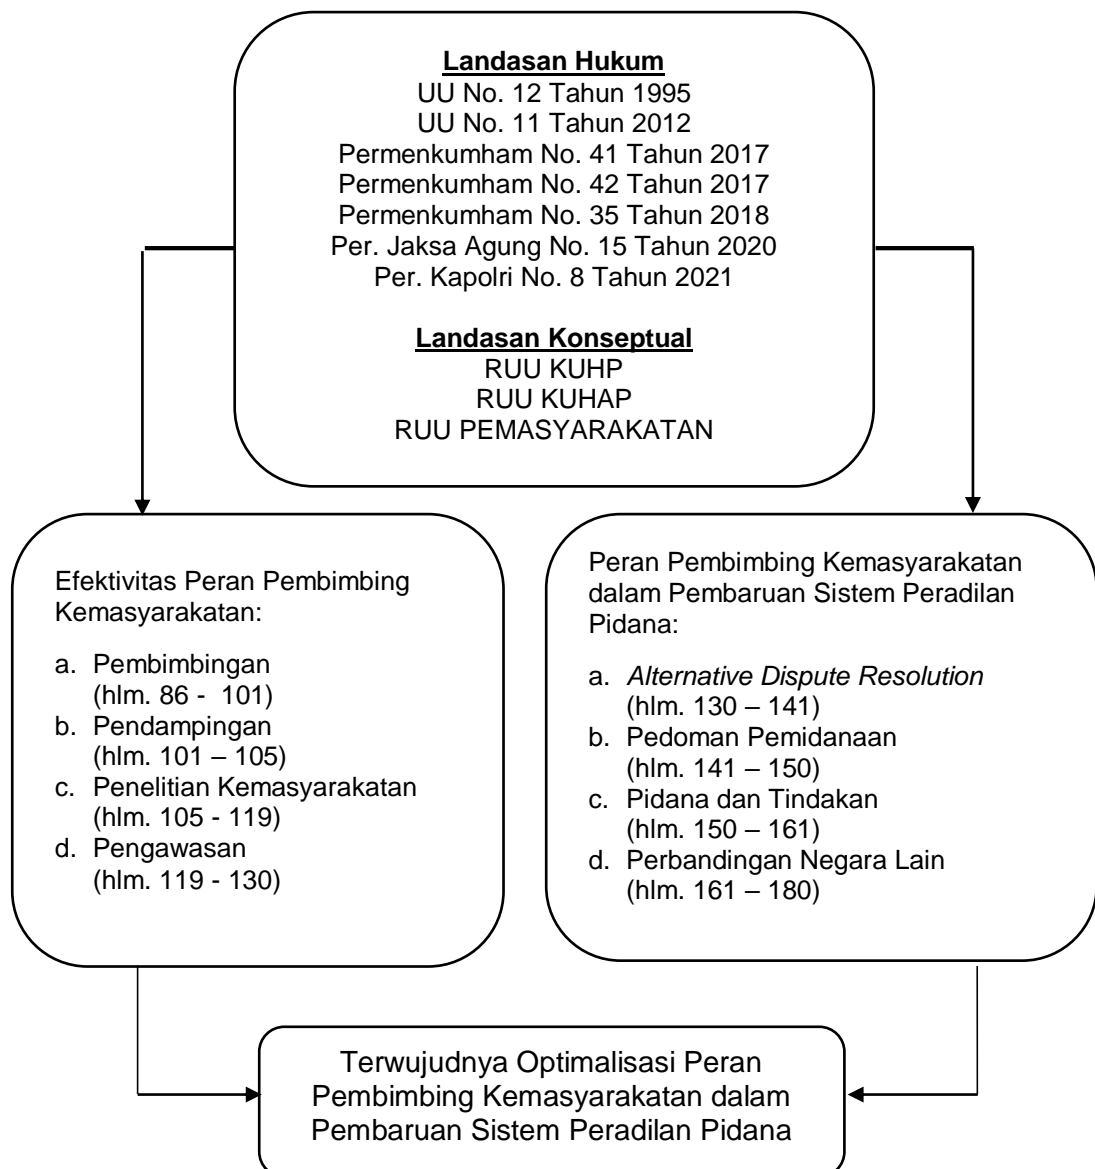 Landasan Hukum
UU No. 12 Tahun 1995
UU No. 11 Tahun 2012
Permenkumham No. 41 Tahun 2017
Permenkumham No. 42 Tahun 2017
Permenkumham No. 35 Tahun 2018
Per. Jaksa Agung No. 15 Tahun 2020
Per. Kapolri No. 8 Tahun 2021
Landasan Konseptual
RUU KUHP
RUU KUHAP
RUU PEMASYARAKATAN
Efektivitas Peran Pembimbing
Kemasyarakatan:
a. Pembimbingan
(hlm. 86 - 101)
b. Pendampingan
(hlm. 101 – 105)
c. Penelitian Kemasyarakatan
(hlm. 105 - 119)
d. Pengawasan
(hlm. 119 - 130)
Peran Pembimbing Kemasyarakatan
dalam Pembaruan Sistem Peradilan
Pidana:
a. Alternative Dispute Resolution
(hlm. 130 – 141)
b. Pedoman Pemidanaan
(hlm. 141 – 150)
c. Pidana dan Tindakan
(hlm. 150 – 161)
d. Perbandingan Negara Lain
(hlm. 161 – 180)
Terwujudnya Optimalisasi Peran
Pembimbing Kemasyarakatan dalam
Pembaruan Sistem Peradilan Pidana